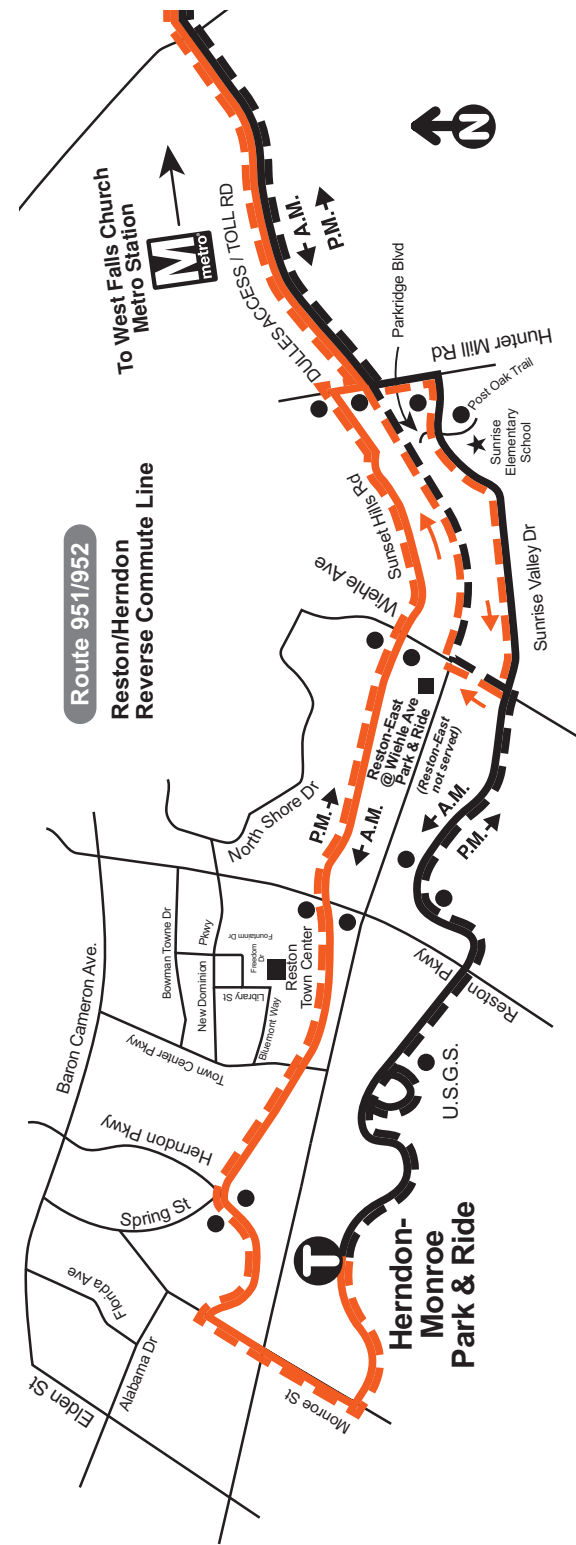 Route 951/952
Reston/Herndon
Reverse Commute Line
To West Falls Church
Metro Station
M
metro
N
DULLES ACCESS / TOLL RD
A.M.
P.M.
Parkridge Blvd
Hunter Mill Rd
Post Oak Trail
Sunrise
Elementary
School
Sunset Hills Rd
Wiehle Ave
Sunrise Valley Dr
Reston-East
@ Wiehle Ave
Park & Ride
(Reston-East
not served)
North Shore Dr
P.M.
A.M.
A.M.
P.M.
Baron Cameron Ave.
Bowman Towne Dr
New Dominion
Pkwy
Fountainm Dr
Freedom
Dr
Library St
Bluemont Way
Reston
Town Center
Town Center Pkwy
Reston
Pkwy
U.S.G.S.
Herndon Pkwy
Spring St
Florida Ave
Alabama Dr
Elden St
Monroe St
T
Herndon-
Monroe
Park & Ride